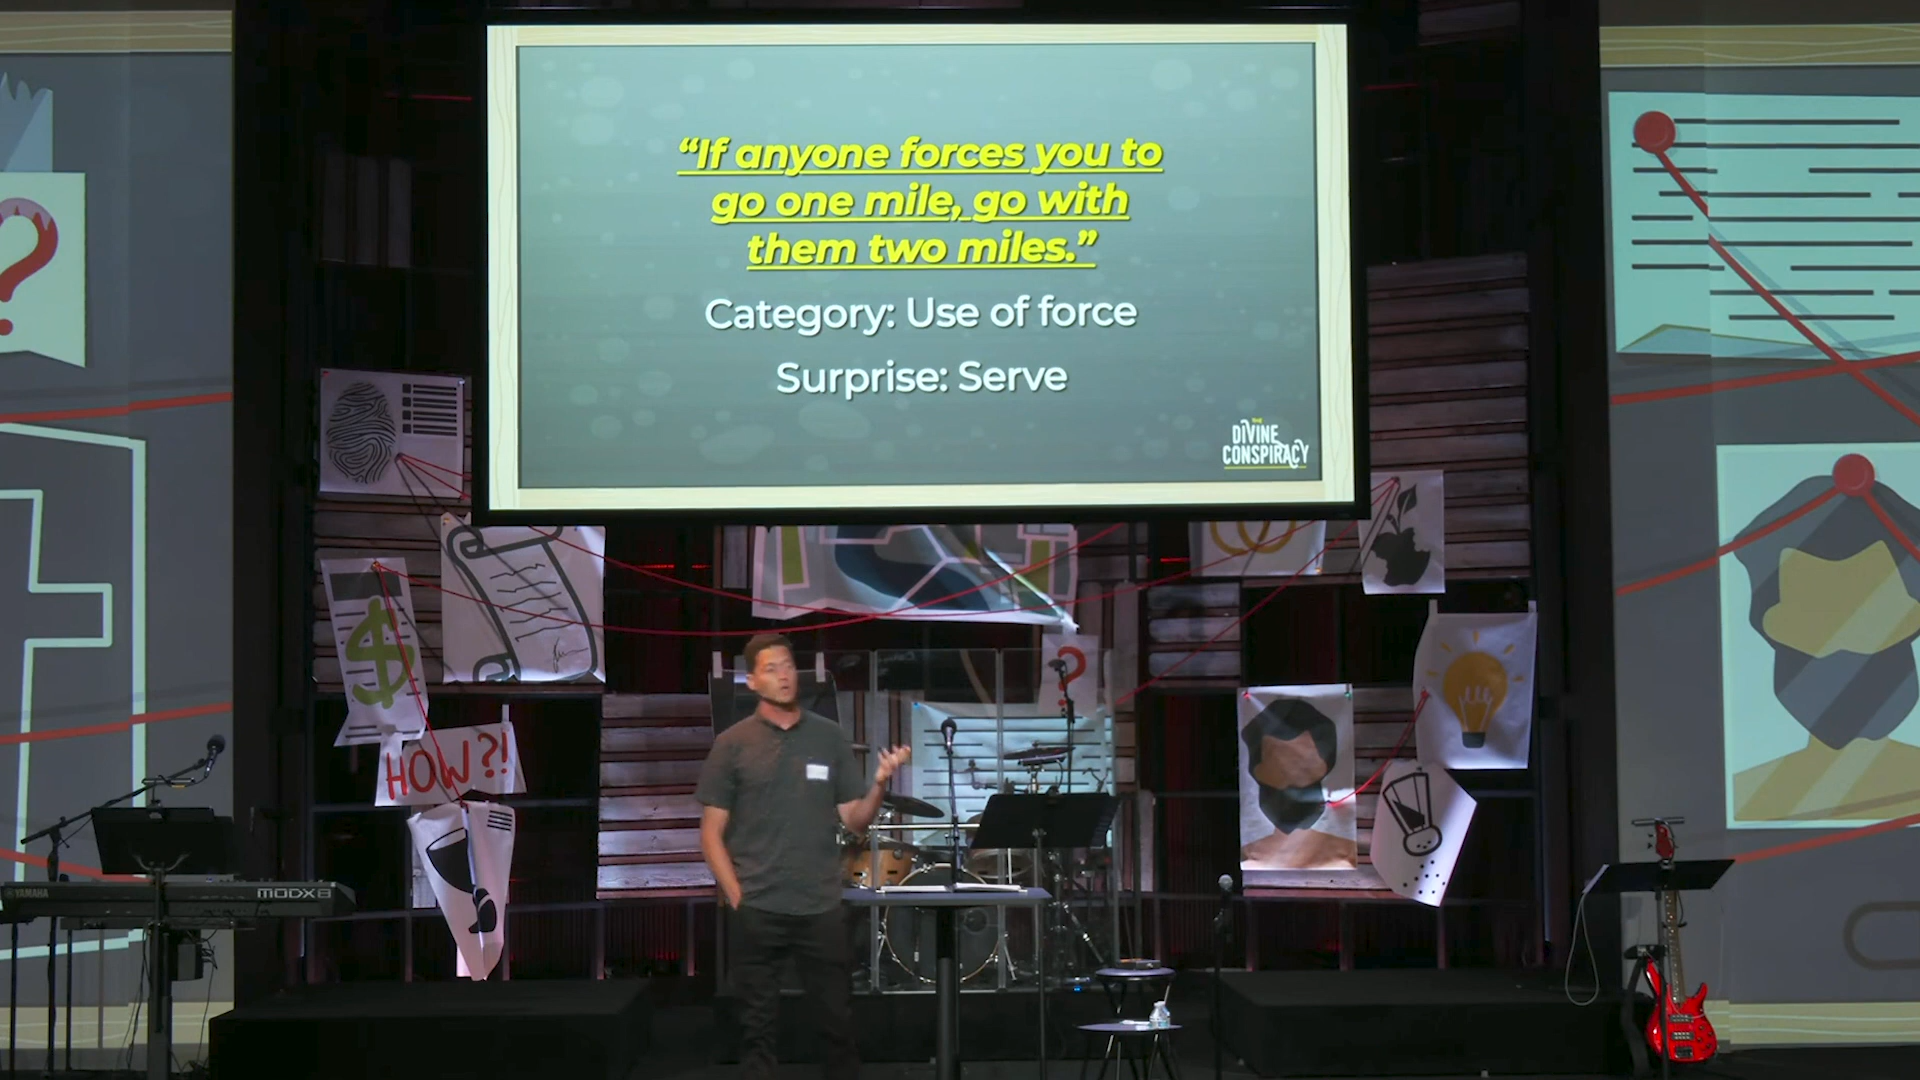 “If anyone forces you to
go one mile, go with
them two miles.”
Category: Use of force
Surprise: Serve
THE
DIVINE
CONSPIRACY
?
?
$
HOW?!
YAMAHA
MODX8